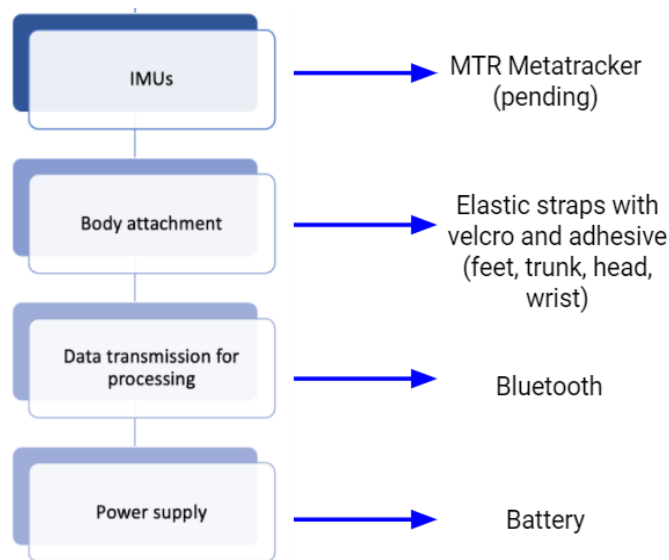 IMUs
MTR Metatracker
(pending)
Body attachment
Elastic straps with
velcro and adhesive
(feet, trunk, head,
wrist)
Data transmission for
processing
Bluetooth
Power supply
Battery